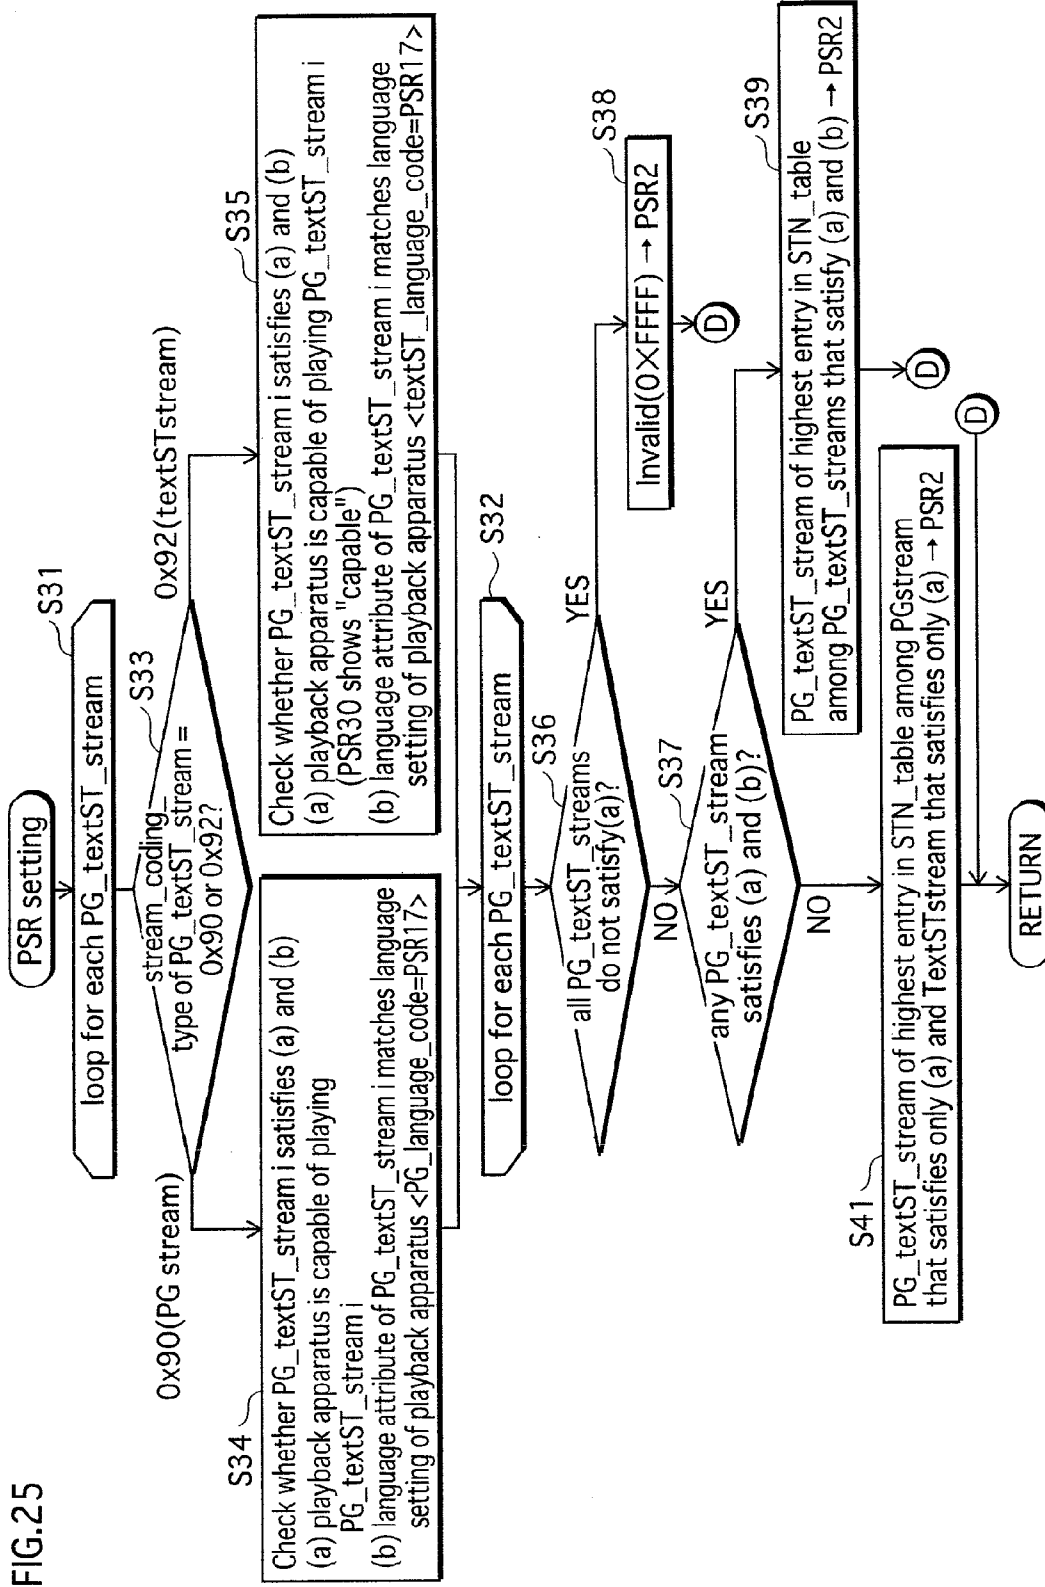 FIG.25
PSR setting
S31
loop for each PG_textST_stream
S33
stream_coding_
type of PG_textST_stream =
0x90 or 0x92?
0x90(PG stream)
0x92(textSTstream)
S34
Check whether PG_textST_stream i satisfies (a) and (b)
(a) playback apparatus is capable of playing
PG_textST_stream i
(b) language attribute of PG_textST_stream i matches language
setting of playback apparatus <PG_language_code=PSR17>
S35
Check whether PG_textST_stream i satisfies (a) and (b)
(a) playback apparatus is capable of playing PG_textST_stream i
(PSR30 shows "capable")
(b) language attribute of PG_textST_stream i matches language
setting of playback apparatus <textST_language_code=PSR17>
S32
loop for each PG_textST_stream
S36
all PG_textST_streams
do not satisfy(a)?
YES
NO
S38
Invalid(0XFFFF) → PSR2
D
S37
any PG_textST_stream
satisfies (a) and (b)?
YES
NO
S39
PG_textST_stream of highest entry in STN_table
among PG_textST_streams that satisfy (a) and (b) → PSR2
D
S41
PG_textST_stream of highest entry in STN_table among PGstream
that satisfies only (a) and TextSTstream that satisfies only (a) → PSR2
D
RETURN